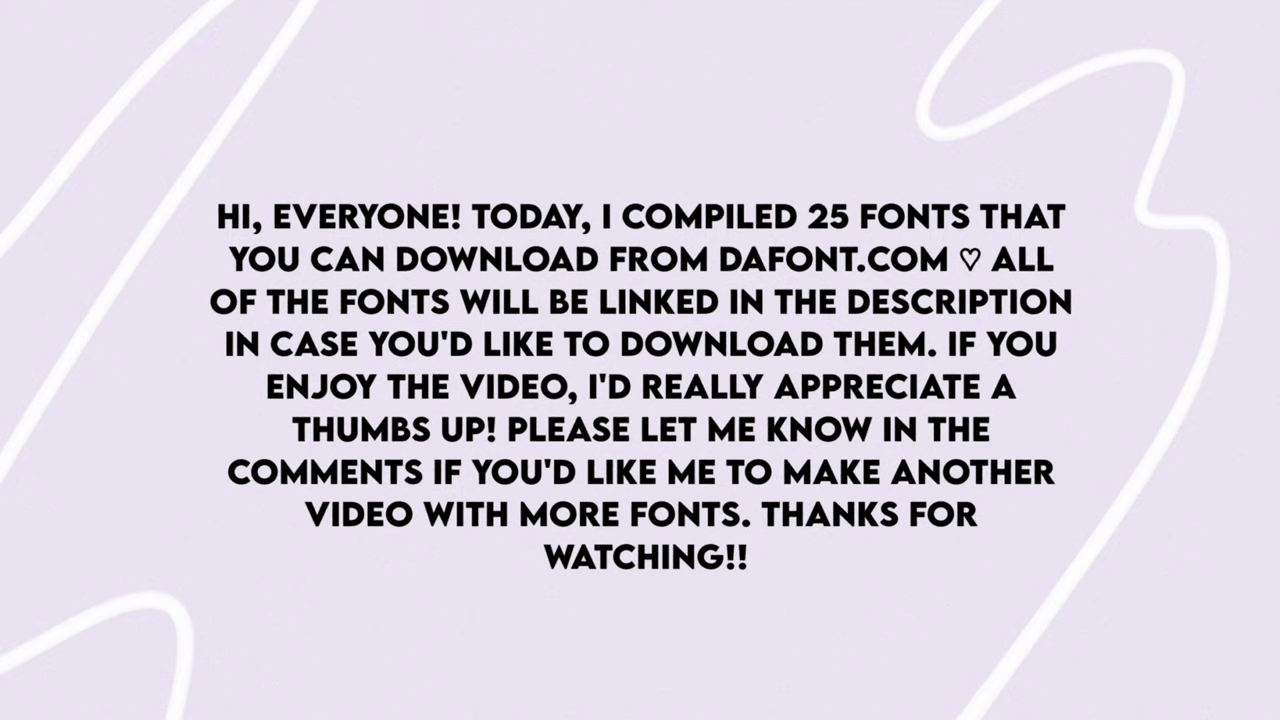 HI, EVERYONE! TODAY, I COMPILED 25 FONTS THAT
YOU CAN DOWNLOAD FROM DAFONT.COM ♡ ALL
OF THE FONTS WILL BE LINKED IN THE DESCRIPTION
IN CASE YOU'D LIKE TO DOWNLOAD THEM. IF YOU
ENJOY THE VIDEO, I'D REALLY APPRECIATE A
THUMBS UP! PLEASE LET ME KNOW IN THE
COMMENTS IF YOU'D LIKE ME TO MAKE ANOTHER
VIDEO WITH MORE FONTS. THANKS FOR
WATCHING!!